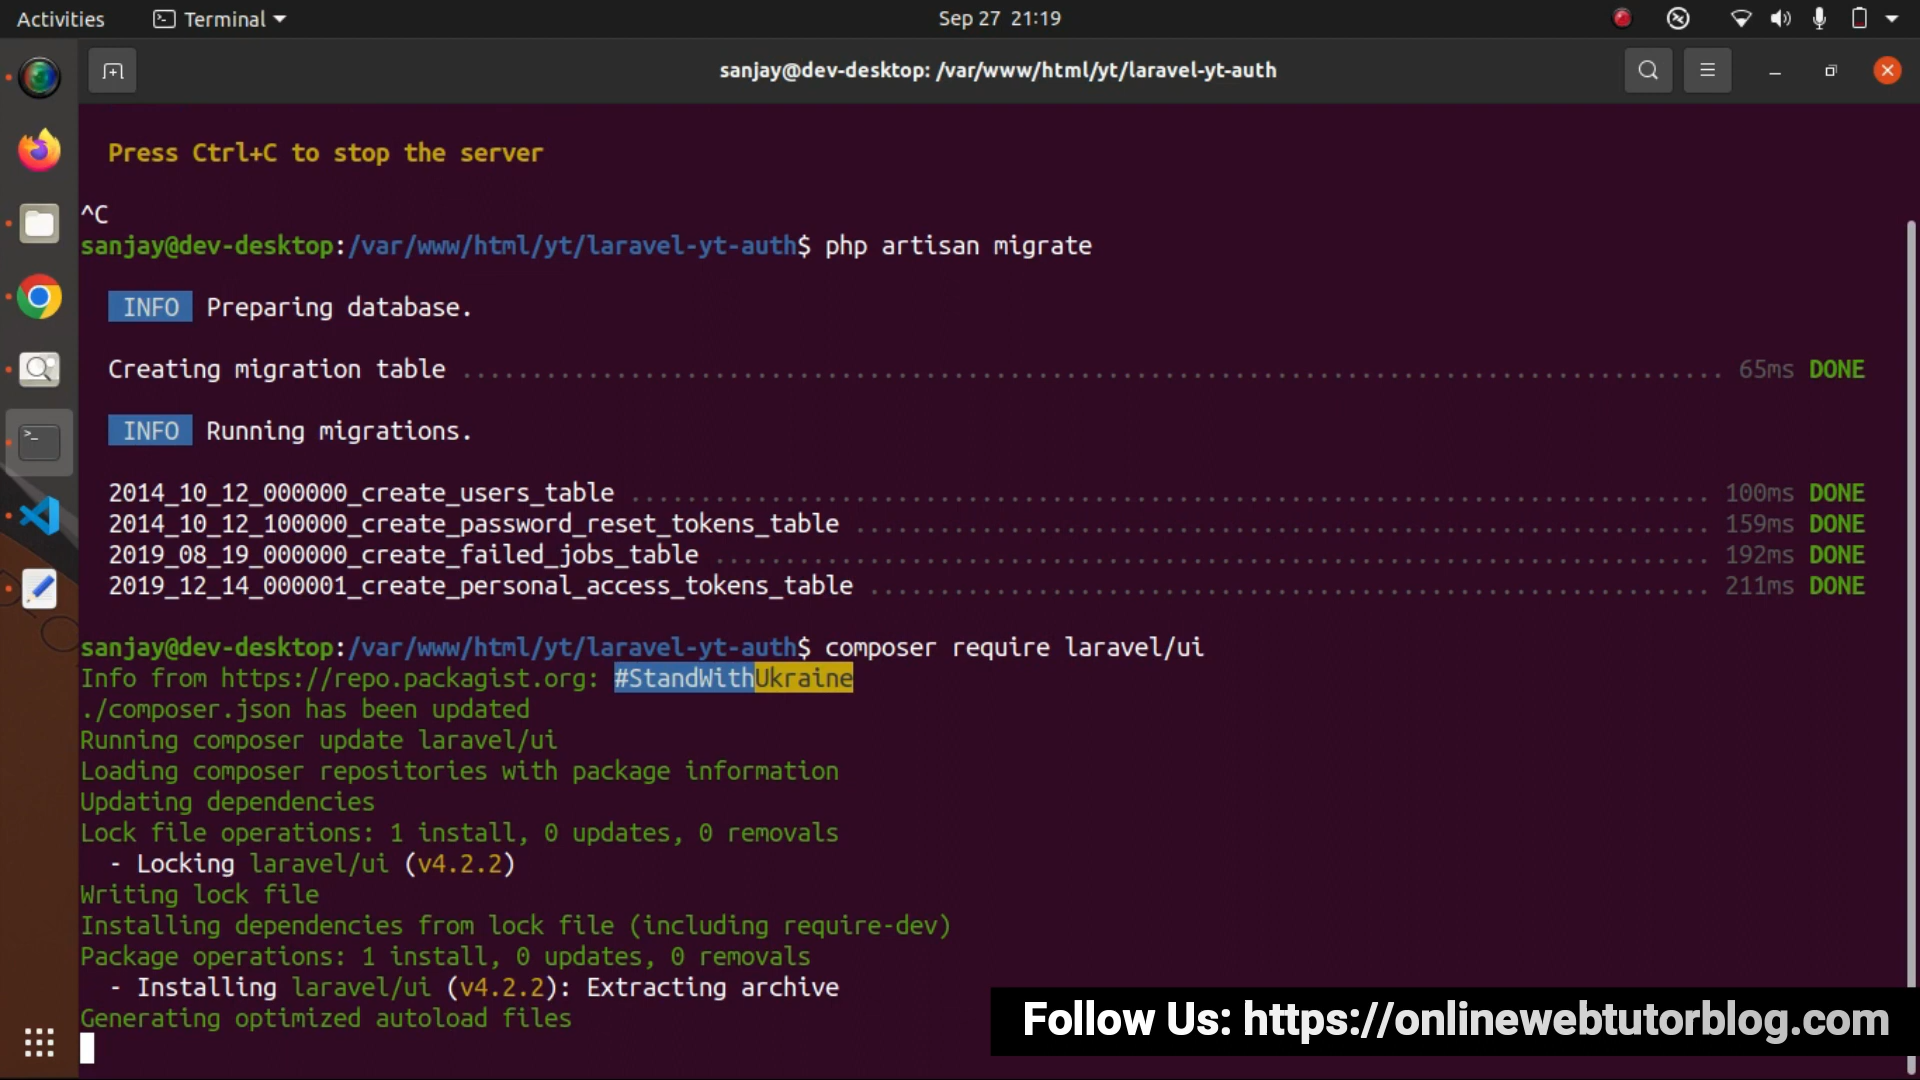 Activities Terminal Sep 27 21:19
sanjay@dev-desktop: /var/www/html/yt/laravel-yt-auth
Press Ctrl+C to stop the server
^C
sanjay@dev-desktop:/var/www/html/yt/laravel-yt-auth$ php artisan migrate
INFO Preparing database.
Creating migration table ........................................................................................ 65ms DONE
INFO Running migrations.
2014_10_12_000000_create_users_table ............................................................................ 100ms DONE
2014_10_12_100000_create_password_reset_tokens_table ............................................................ 159ms DONE
2019_08_19_000000_create_failed_jobs_table ...................................................................... 192ms DONE
2019_12_14_000001_create_personal_access_tokens_table ........................................................... 211ms DONE
sanjay@dev-desktop:/var/www/html/yt/laravel-yt-auth$ composer require laravel/ui
Info from https://repo.packagist.org: #StandWithUkraine
./composer.json has been updated
Running composer update laravel/ui
Loading composer repositories with package information
Updating dependencies
Lock file operations: 1 install, 0 updates, 0 removals
- Locking laravel/ui (v4.2.2)
Writing lock file
Installing dependencies from lock file (including require-dev)
Package operations: 1 install, 0 updates, 0 removals
- Installing laravel/ui (v4.2.2): Extracting archive
Generating optimized autoload files
Follow Us: https://onlinewebtutorblog.com